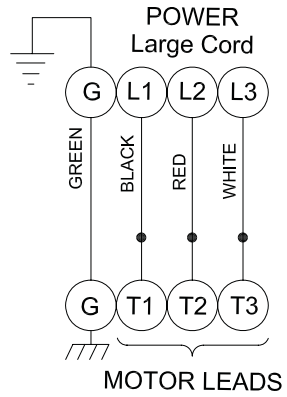 POWER
Large Cord
G L1 L2 L3
GREEN
BLACK
RED
WHITE
G T1 T2 T3
MOTOR LEADS